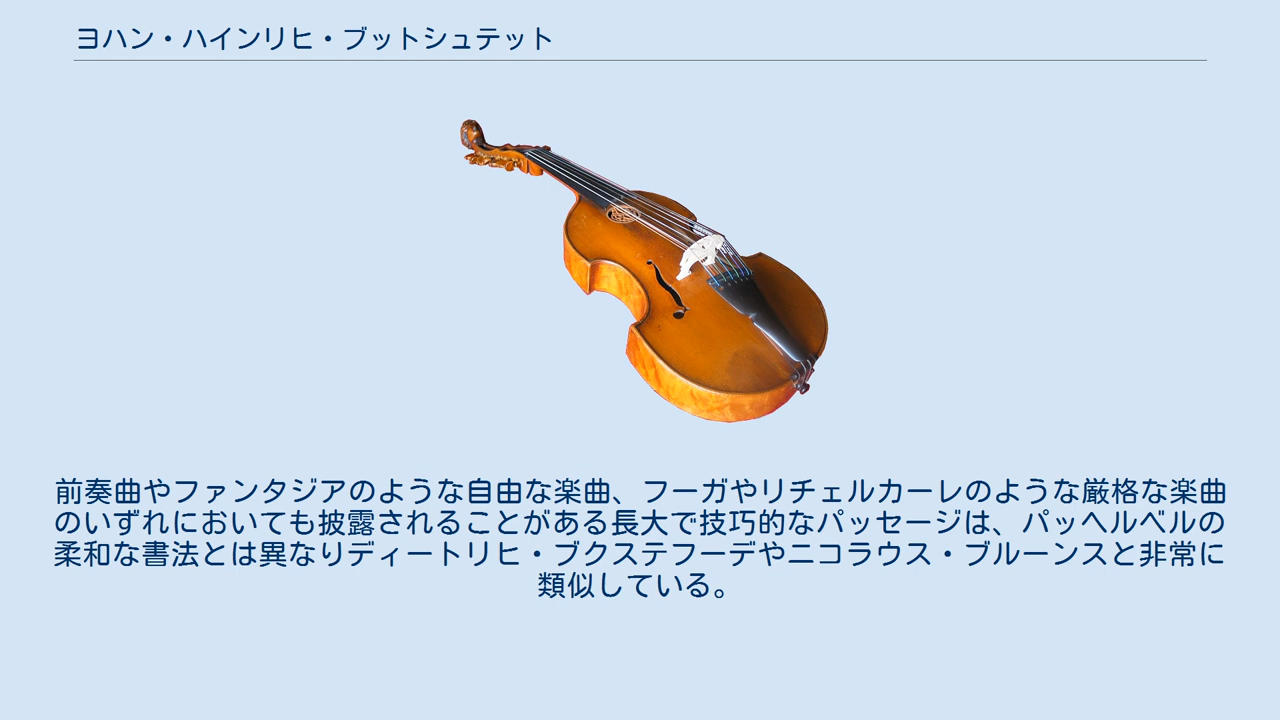 ヨハン・ハインリヒ・ブットシュテット
前奏曲やファンタジアのような自由な楽曲、フーガやリチェルカーレのような厳格な楽曲
のいずれにおいても披露されることがある長大で技巧的なパッセージは、パッヘルベルの
柔和な書法とは異なりディートリヒ・ブクステフーデやニコラウス・ブルーンスと非常に
類似している。